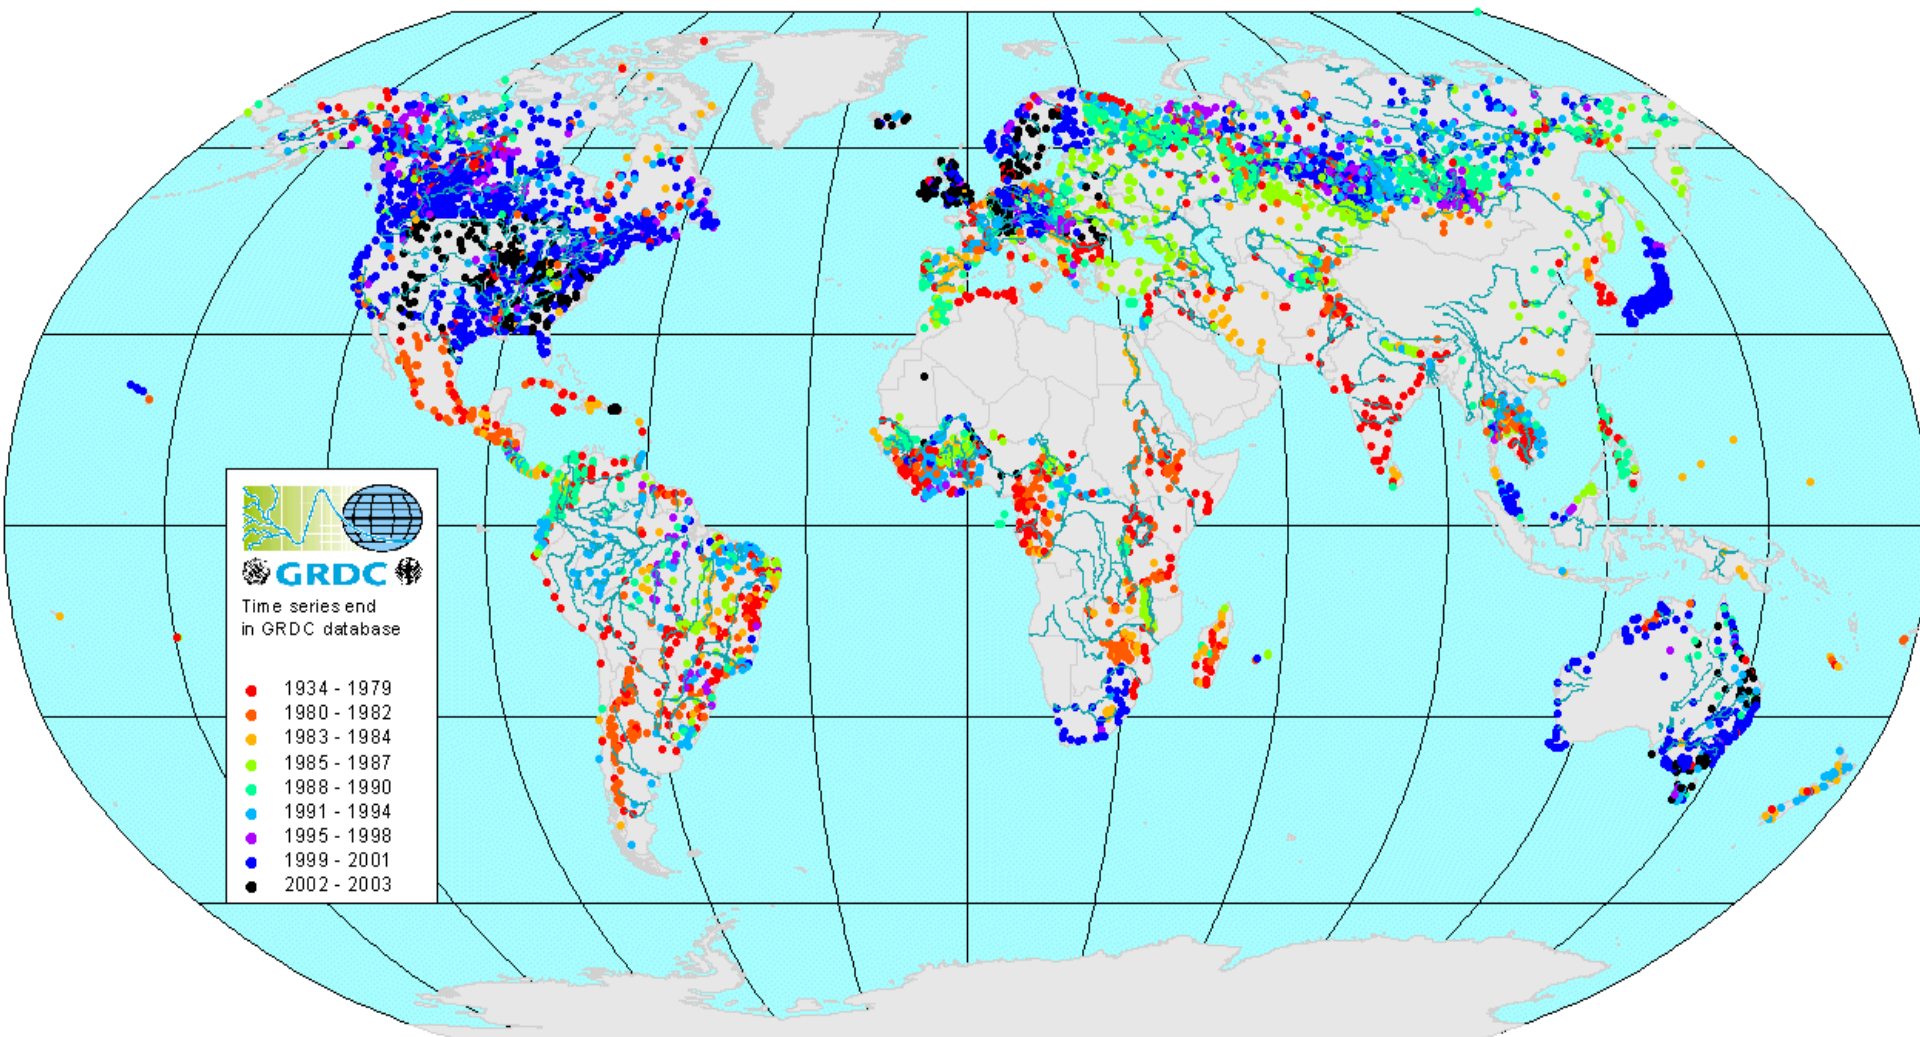 GRDC
Time series end
in GRDC database
1934 - 1979
1980 - 1982
1983 - 1984
1985 - 1987
1988 - 1990
1991 - 1994
1995 - 1998
1999 - 2001
2002 - 2003